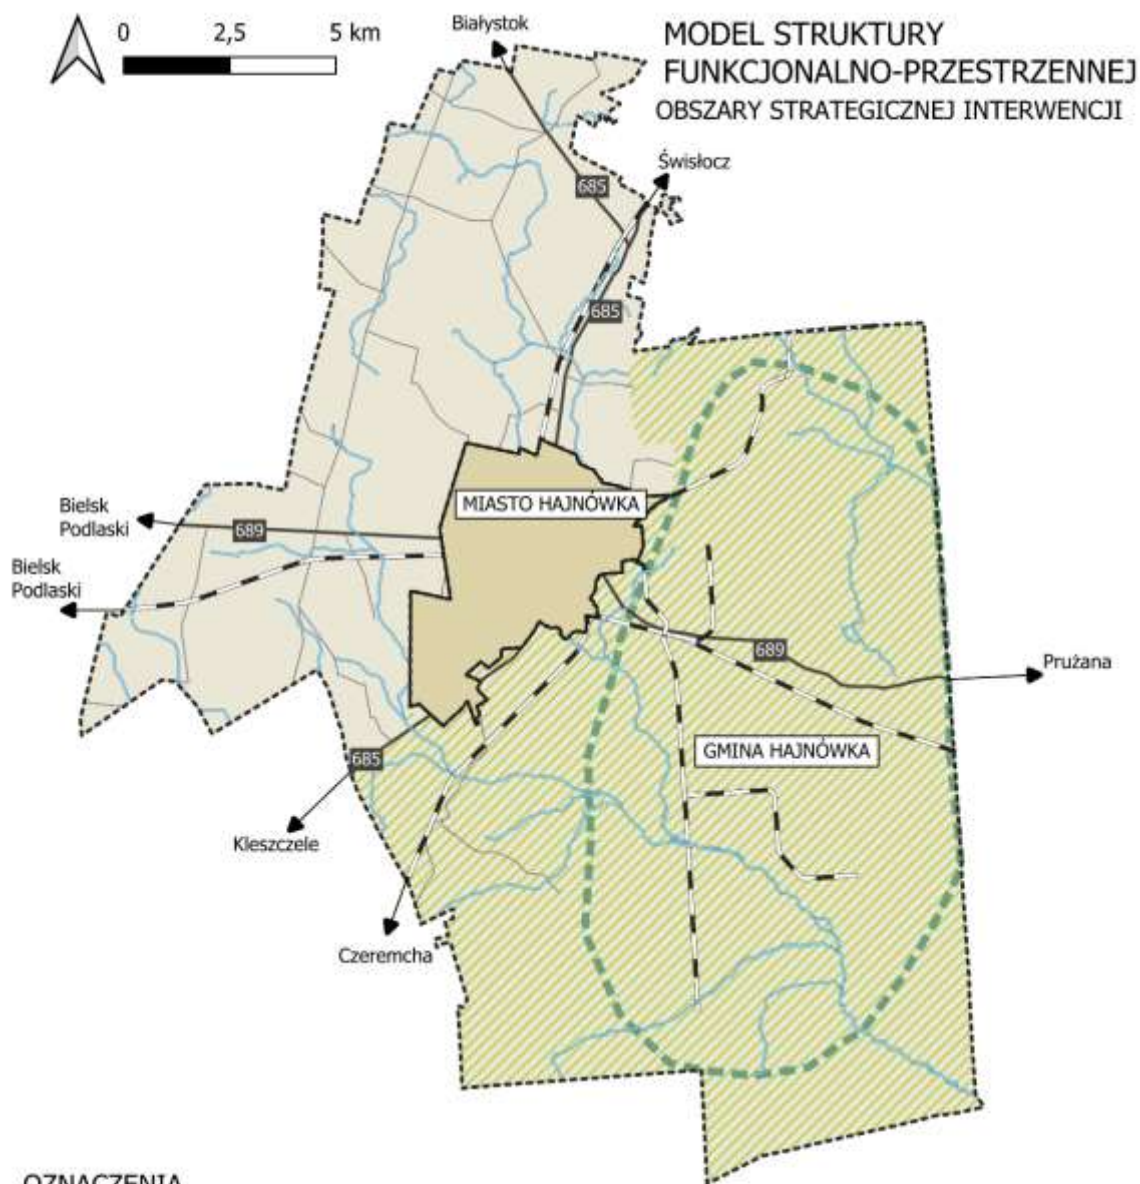 0 2,5 5 km
MODEL STRUKTURY
FUNKCJONALNO-PRZESTRZENNEJ
OBSZARY STRATEGICZNEJ INTERWENCJI
Białystok
Świsłocz
685
685
MIASTO HAJNÓWKA
Bielsk
Podlaski
689
Bielsk
Podlaski
689
Prużana
GMINA HAJNÓWKA
685
Kleszczele
Czeremcha
OZNACZENIA